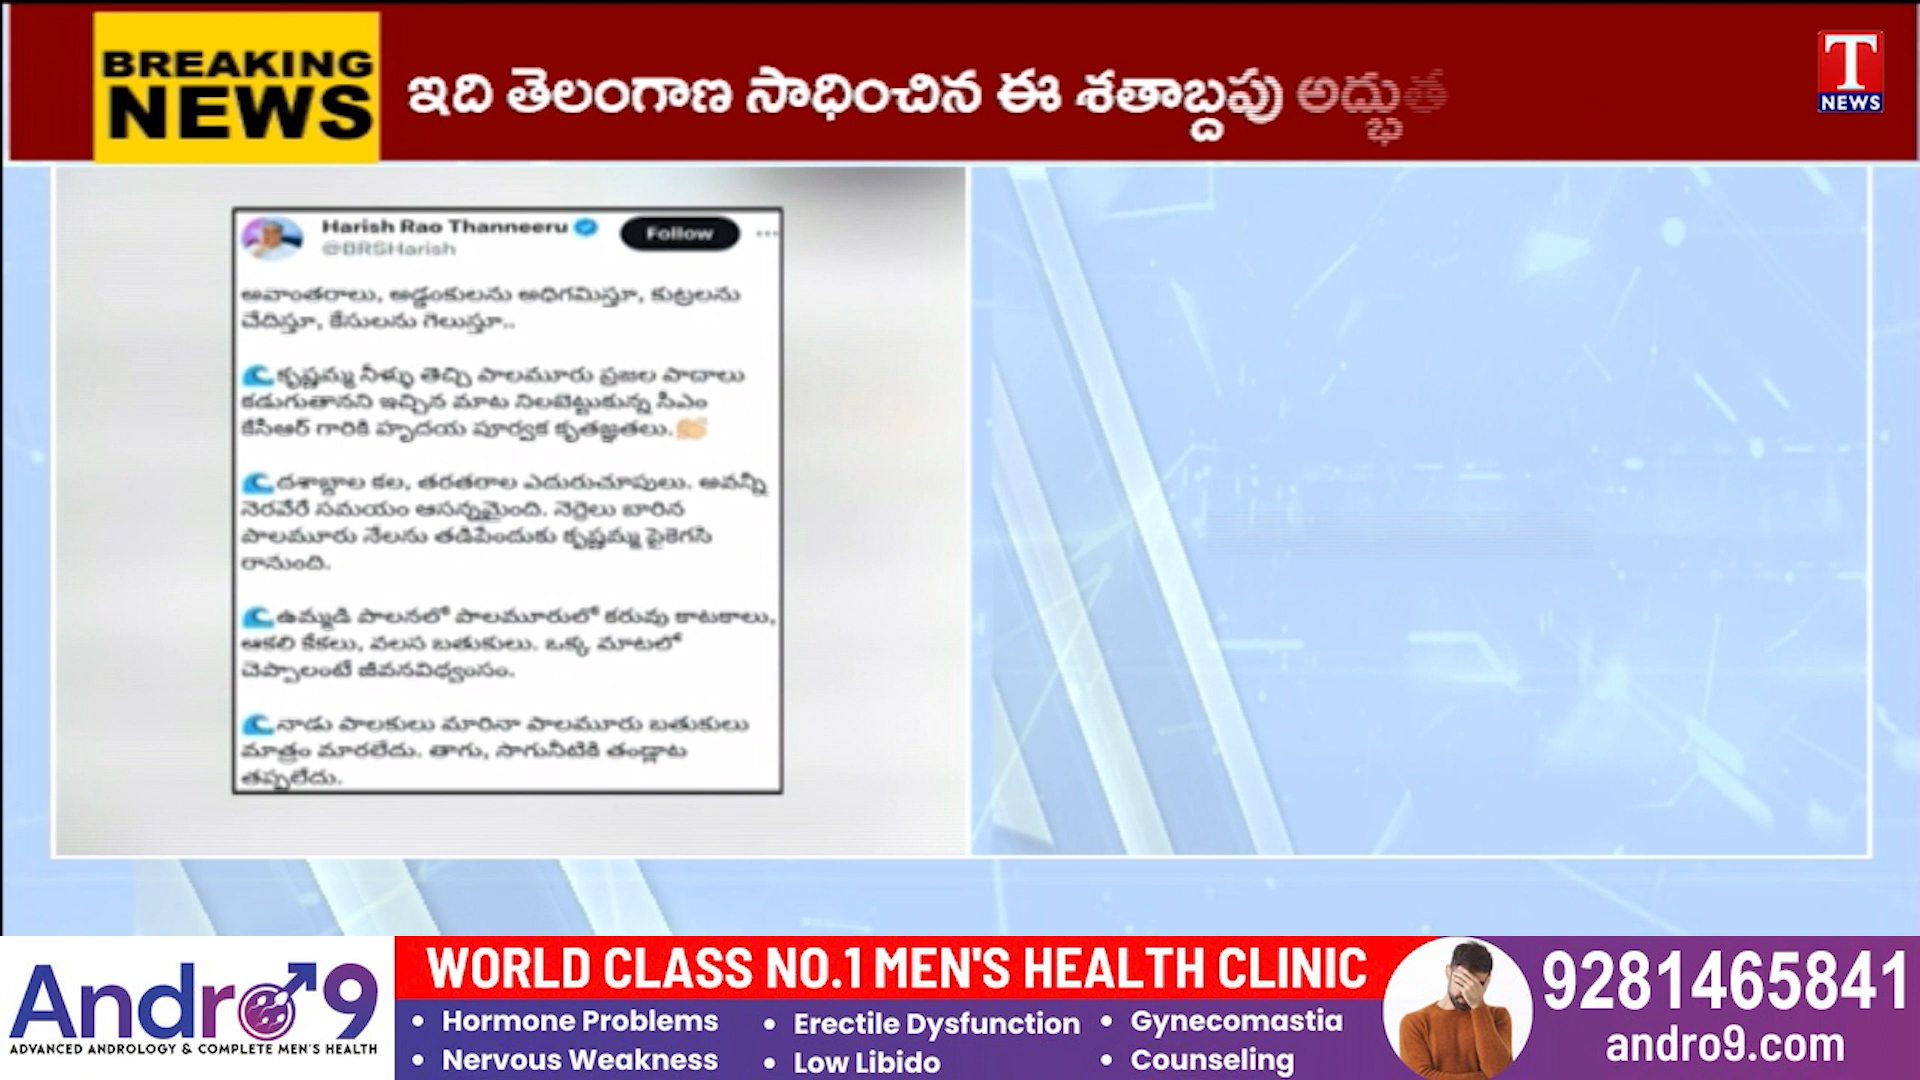 BREAKING
NEWS
ఇది తెలంగాణ సాధించిన ఈ శతాబ్దపు అద్భుత
T
NEWS
Harish Rao Thanneeru
@BRSHarish
Follow
అవాంతరాలు, అడ్డంకులను అధిగమిస్తూ, కుట్రలను
చేదిస్తూ, కేసులను గెలుస్తూ..
🌊కృష్ణమ్మ నీళ్ళు తెచ్చి పాలమూరు ప్రజల పాదాలు
కడుగుతానని ఇచ్చిన మాట నిలబెట్టుకున్న సీఎం
కేసీఆర్ గారికి హృదయ పూర్వక కృతజ్ఞతలు.👏🏻
🌊దశాబ్దాల కల, తరతరాల ఎదురుచూపులు. అవన్నీ
నెరవేరే సమయం ఆసన్నమైంది. నెర్రెలు బారిన
పాలమూరు నేలను తడిపేందుకు కృష్ణమ్మ పైకెగసి
రానుంది.
🌊ఉమ్మడి పాలనలో పాలమూరులో కరువు కాటకాలు,
ఆకలి కేకలు, వలస బతుకులు. ఒక్క మాటలో
చెప్పాలంటే జీవనవిధ్వంసం.
🌊నాడు పాలకులు మారినా పాలమూరు బతుకులు
మాత్రం మారలేదు. తాగు, సాగునీటికి తండ్లాట
తప్పలేదు.
Andro9
ADVANCED ANDROLOGY & COMPLETE MEN'S HEALTH
WORLD CLASS NO.1 MEN'S HEALTH CLINIC
• Hormone Problems • Erectile Dysfunction • Gynecomastia
• Nervous Weakness • Low Libido • Counseling
9281465841
andro9.com